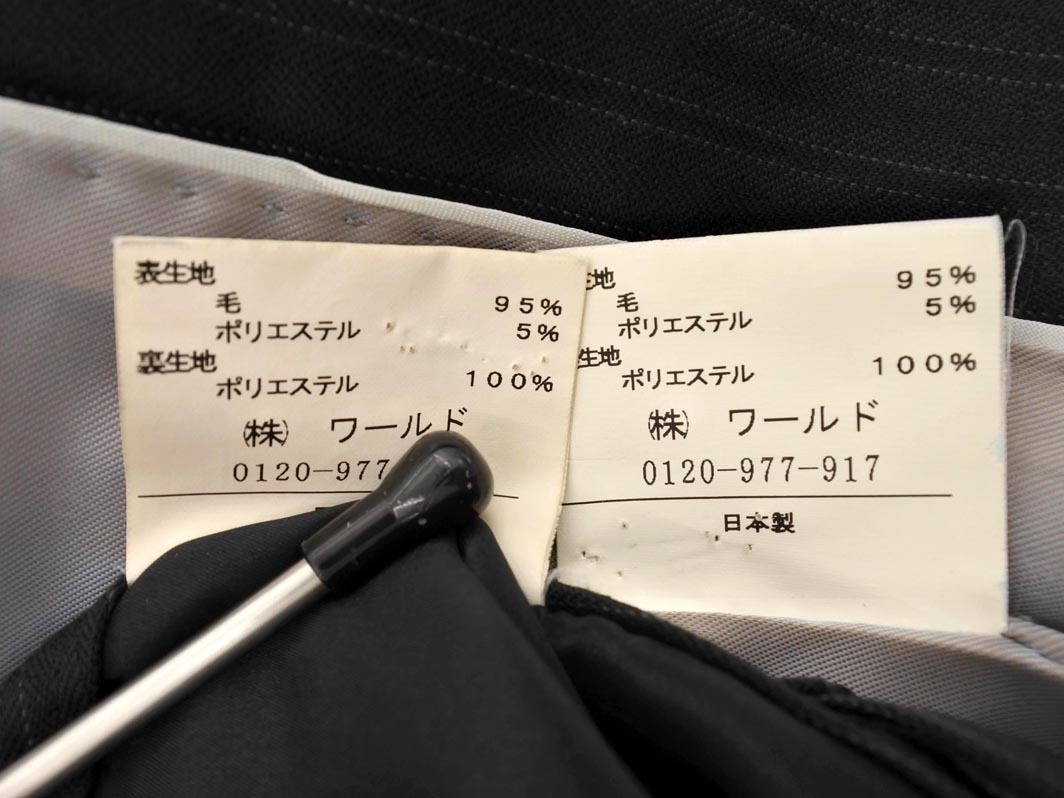 表生地
毛 95%
ポリエステル 5%
裏生地
ポリエステル 100%
㈱ ワールド
0120-977
生地 95%
毛 5%
ポリエステル
生地
ポリエステル 100%
㈱ ワールド
0120-977-917
日本製